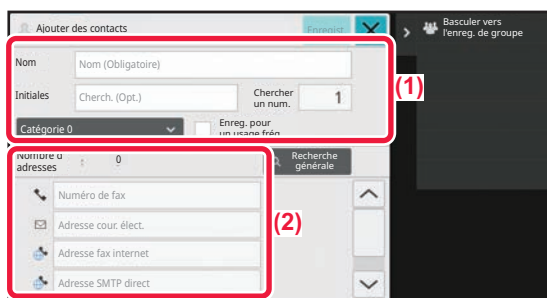 Ajouter des contacts
Enregist.
Basculer vers
l'enreg. de groupe
Nom
Nom (Obligatoire)
(1)
Initiales
Cherch. (Opt.)
Chercher
un num.
1
Catégorie 0
Enreg. pour
un usage fréq.
Nombre d
adresses
:
0
Recherche
générale
Numéro de fax
(2)
Adresse cour. élect.
Adresse fax internet
Adresse SMTP direct